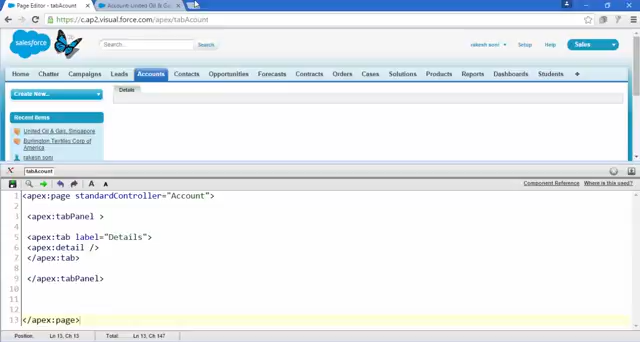 Page Editor - tabAccount
Account: United Oil & Ga
https://c.ap2.visual.force.com/apex/tabAccount
salesforce
Search...
Search
rakesh soni
Setup
Help
Sales
Home
Chatter
Campaigns
Leads
Accounts
Contacts
Opportunities
Forecasts
Contracts
Orders
Cases
Solutions
Products
Reports
Dashboards
Students
+
Create New...
Details
Recent Items
United Oil & Gas, Singapore
Burlington Textiles Corp of
America
rakesh soni
X
tabAccount
A
A
Component Reference
Where is this used?
1 <apex:page standardController="Account">
2
3 <apex:tabPanel >
4
5 <apex:tab label="Details">
6 <apex:detail />
7 </apex:tab>
8
9 </apex:tabPanel>
10
11
12
13 </apex:page>
Position: Ln 13, Ch 13
Total: Ln 13, Ch 147